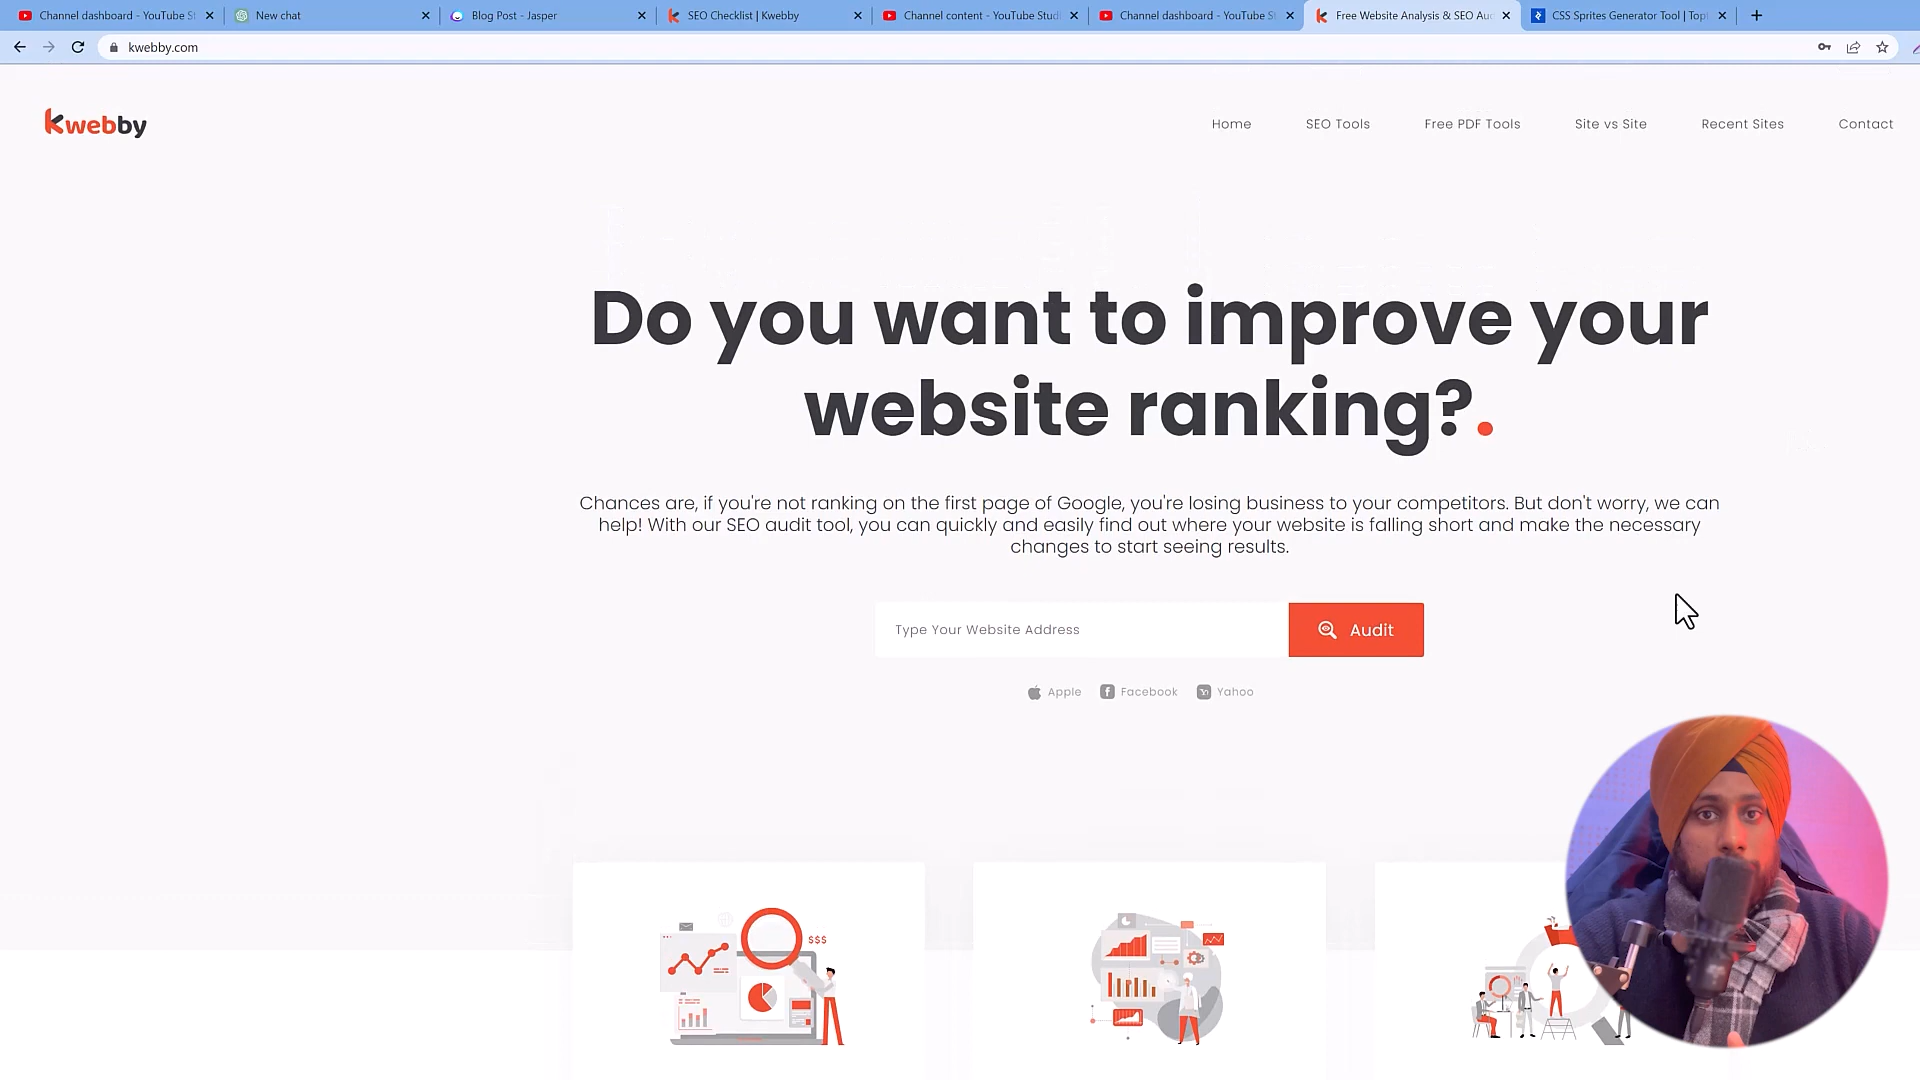 Channel dashboard - YouTube St
New chat
Blog Post - Jasper
SEO Checklist | Kwebby
Channel content - YouTube Studi
Channel dashboard - YouTube St
Free Website Analysis & SEO Aud
CSS Sprites Generator Tool | Topt
kwebby.com
kwebby
Home
SEO Tools
Free PDF Tools
Site vs Site
Recent Sites
Contact
Do you want to improve your
website ranking?.
Chances are, if you're not ranking on the first page of Google, you're losing business to your competitors. But don't worry, we can
help! With our SEO audit tool, you can quickly and easily find out where your website is falling short and make the necessary
changes to start seeing results.
Type Your Website Address
Audit
Apple
Facebook
Yahoo
$$$